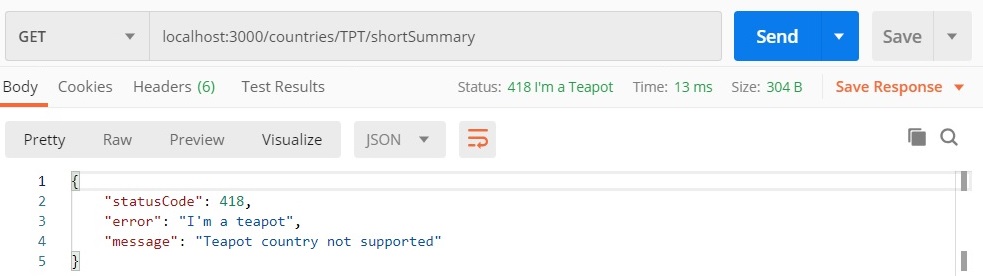 GET localhost:3000/countries/TPT/shortSummary Send Save
Body Cookies Headers (6) Test Results Status: 418 I'm a Teapot Time: 13 ms Size: 304 B Save Response
Pretty Raw Preview Visualize JSON
1 {
2 "statusCode": 418,
3 "error": "I'm a teapot",
4 "message": "Teapot country not supported"
5 }